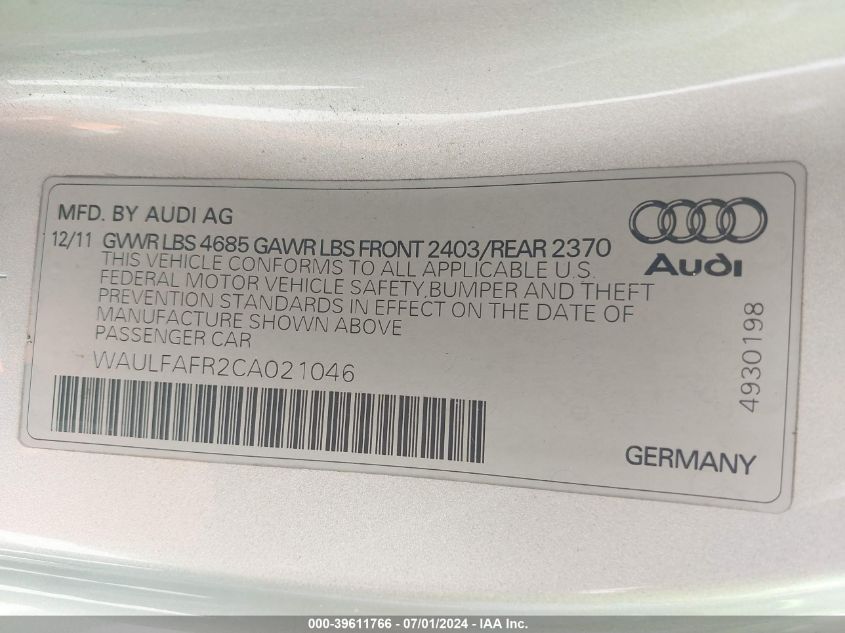 MFD. BY AUDI AG
12/11 GVWR LBS 4685 GAWR LBS FRONT 2403/REAR 2370
THIS VEHICLE CONFORMS TO ALL APPLICABLE U.S.
FEDERAL MOTOR VEHICLE SAFETY,BUMPER AND THEFT
PREVENTION STANDARDS IN EFFECT ON THE DATE OF
MANUFACTURE SHOWN ABOVE
PASSENGER CAR
WAULFAFR2CA021046
Audi
4930198
GERMANY
000-39611766 - 07/01/2024 - IAA Inc.